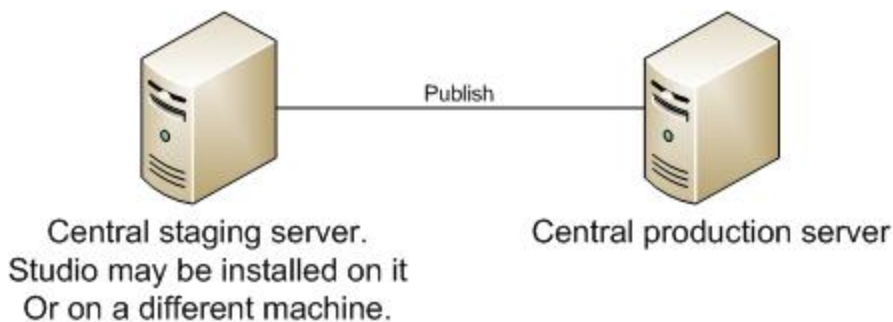 Publish
Central staging server.
Studio may be installed on it
Or on a different machine.
Central production server